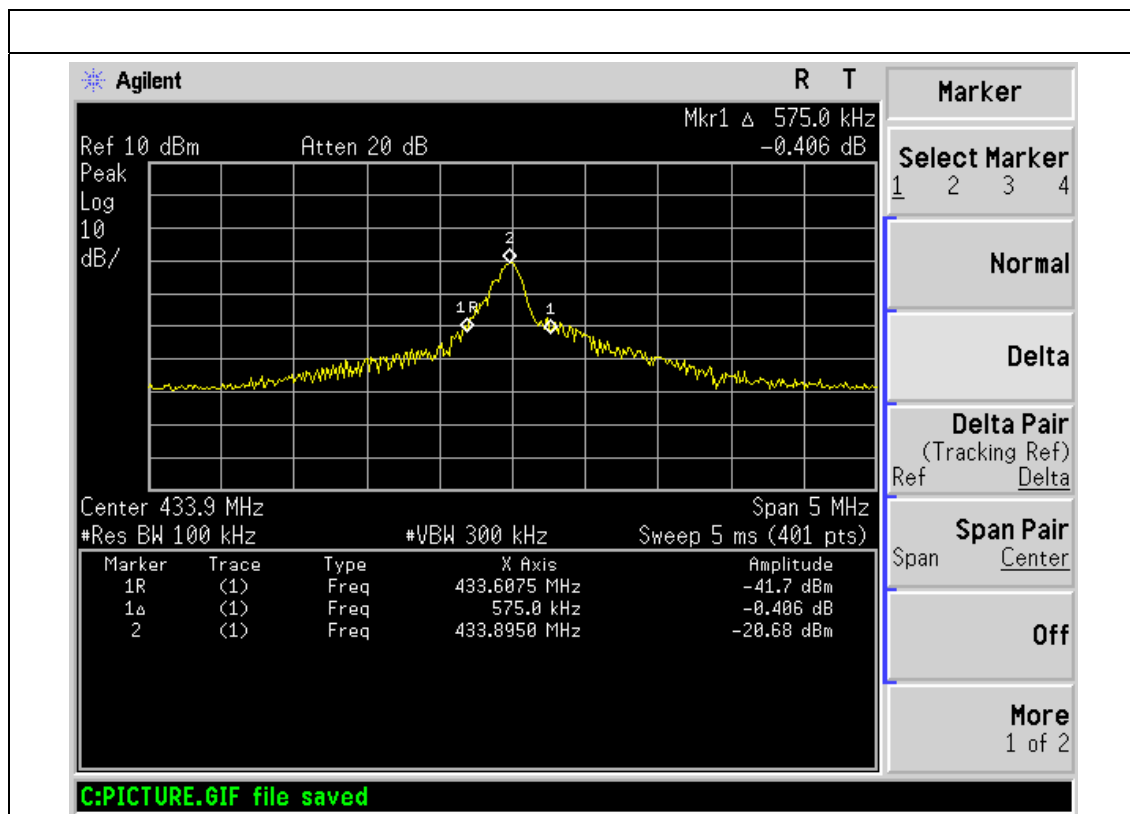 Agilent
R T
Mkr1 Δ 575.0 kHz
Ref 10 dBm Atten 20 dB -0.406 dB
Peak
Log
10
dB/
2
1R
1
Center 433.9 MHz Span 5 MHz
#Res BW 100 kHz #VBW 300 kHz Sweep 5 ms (401 pts)
Marker Trace Type X Axis Amplitude
1R (1) Freq 433.6075 MHz -41.7 dBm
1Δ (1) Freq 575.0 kHz -0.406 dB
2 (1) Freq 433.8950 MHz -20.68 dBm
C:PICTURE.GIF file saved
Marker
Select Marker
1 2 3 4
Normal
Delta
Delta Pair
(Tracking Ref)
Ref Delta
Span Pair
Span Center
Off
More
1 of 2